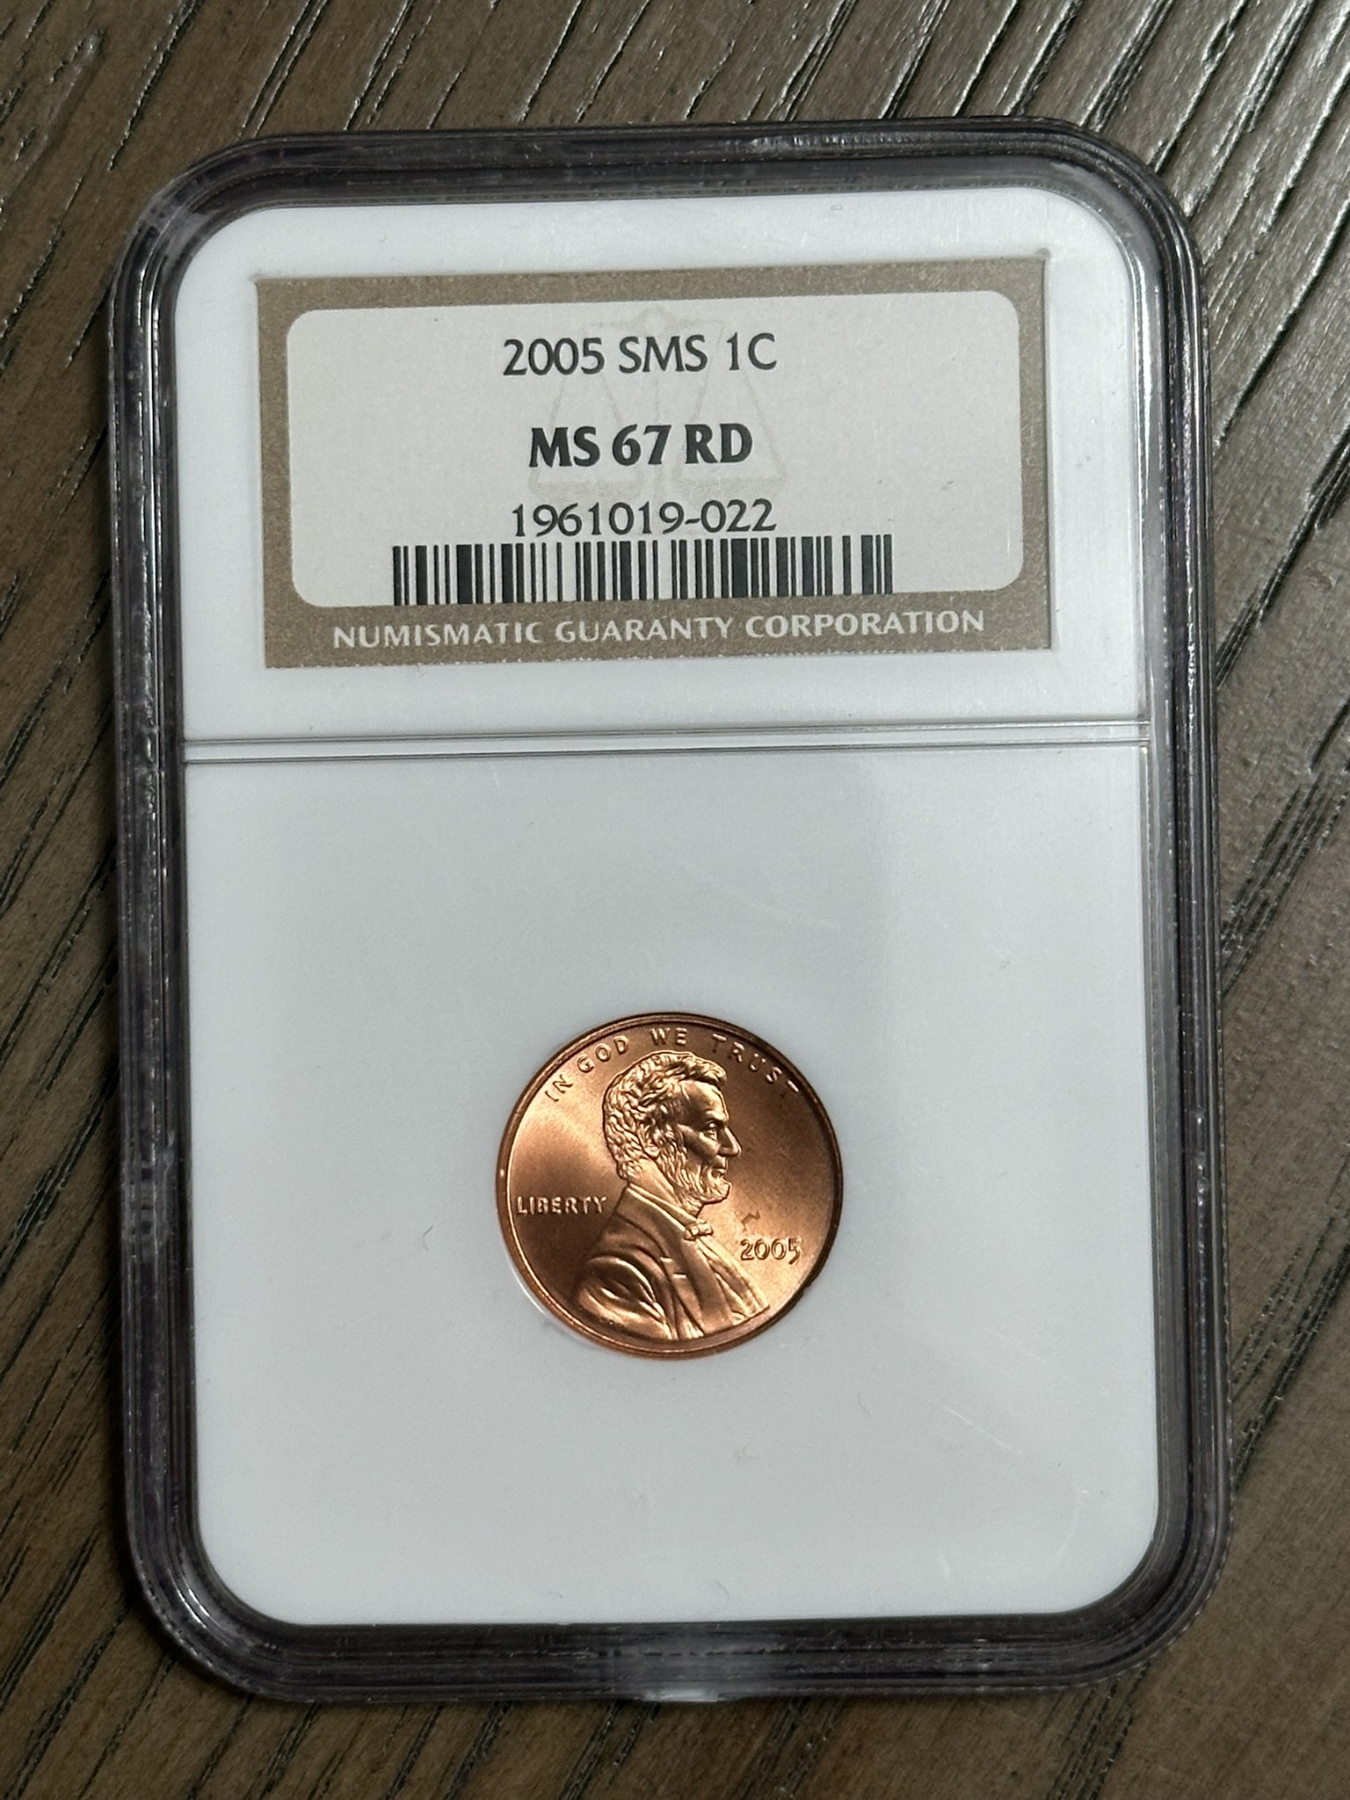 2005 SMS 1C
MS 67 RD
1961019-022
NUMISMATIC GUARANTY CORPORATION
IN GOD WE TRUST
LIBERTY
2005